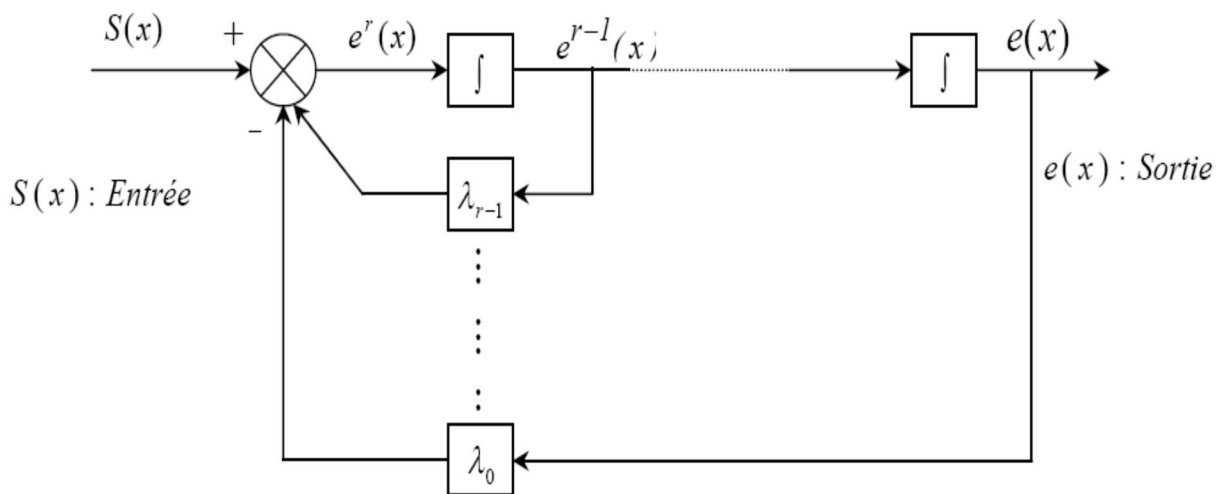 S(x)
+
e^r(x)
∫
e^{r-1}(x)
∫
e(x)
-
S(x) : Entrée
λ_{r-1}
e(x) : Sortie
λ_0